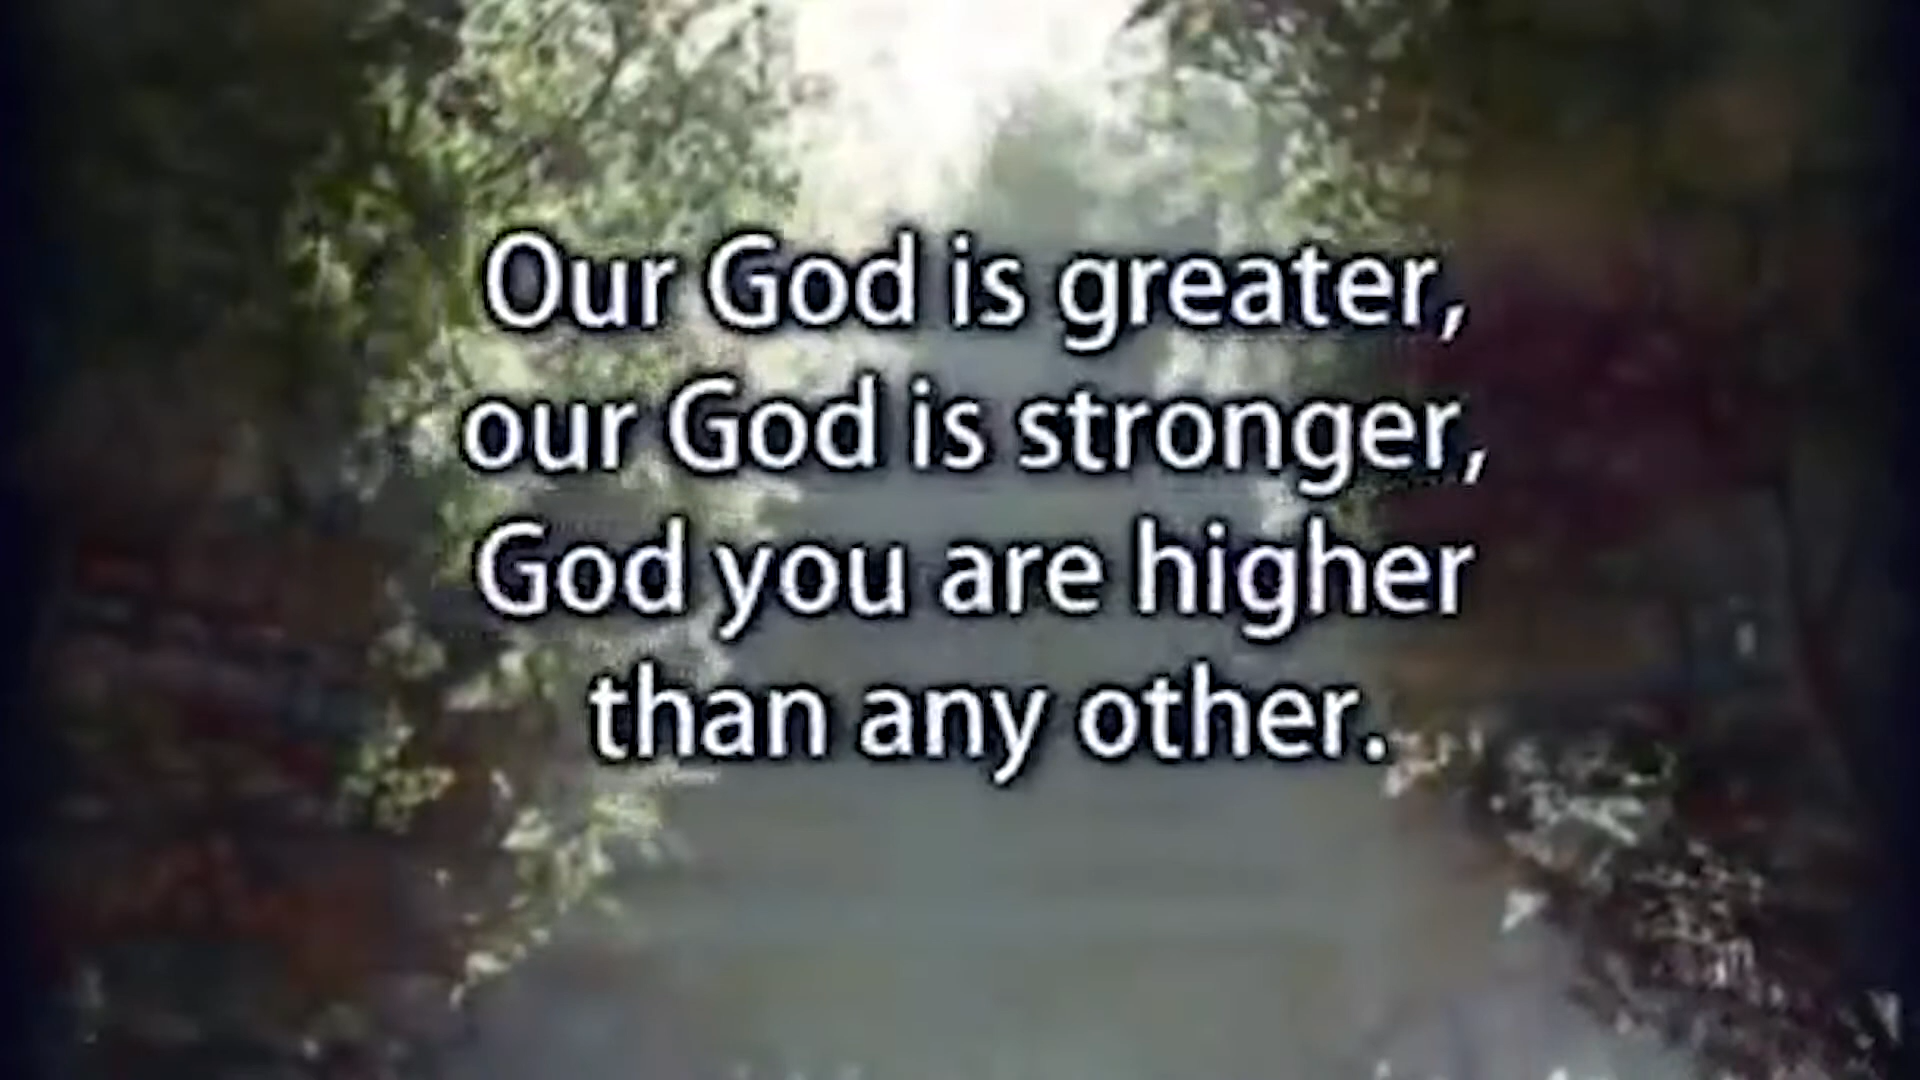 Our God is greater,
our God is stronger,
God you are higher
than any other.